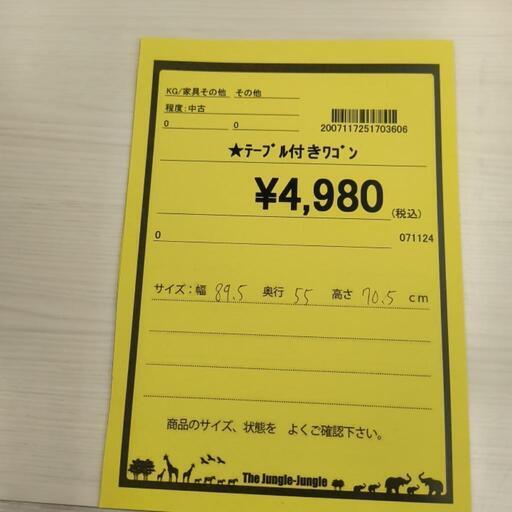 KG/家具その他 その他
程度:中古
0 0
2007117251703606
★ﾃｰﾌﾞﾙ付きﾜｺﾞﾝ
¥4,980(税込)
0 071124
サイズ:幅 89.5 奥行 55 高さ 70.5 cm
商品のサイズ、状態を よくご確認下さい。
The Jungle-Jungle